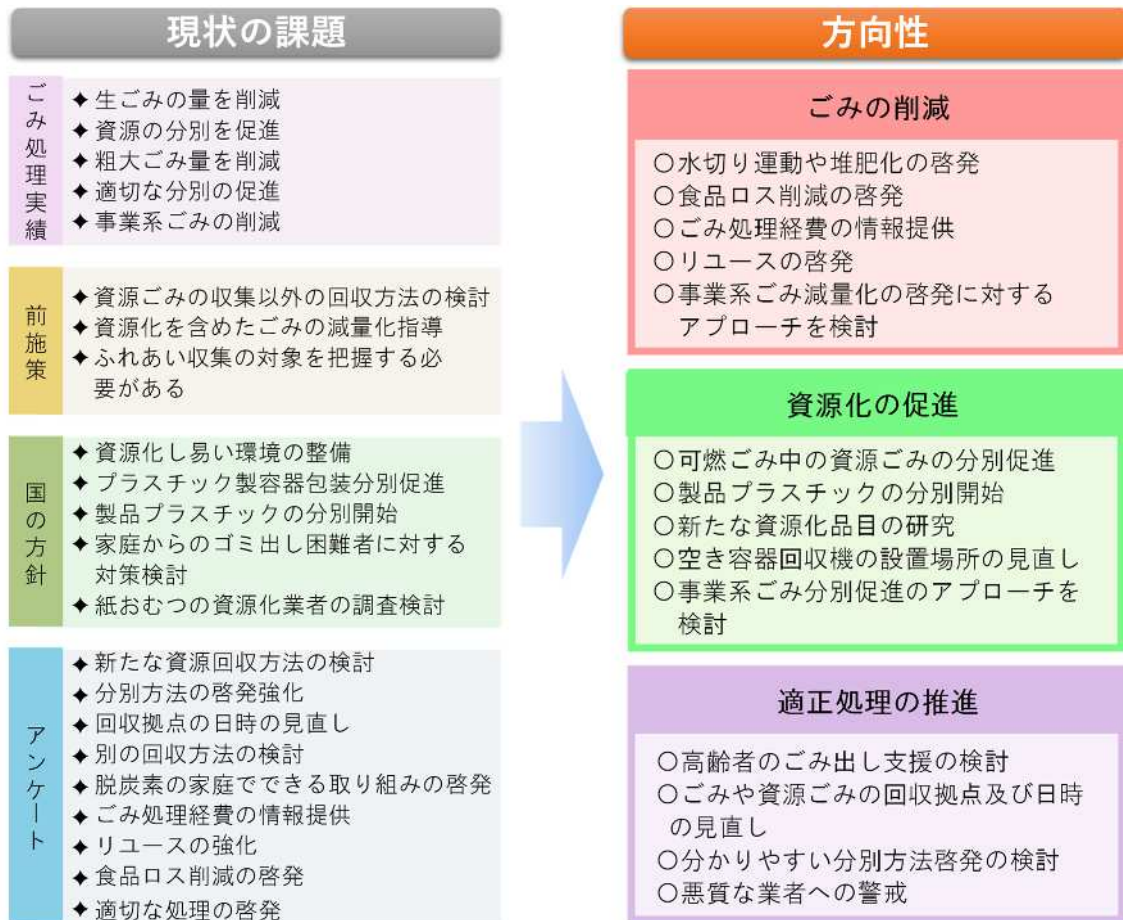 現状の課題
ごみ処理実績
◆生ごみの量を削減
◆資源の分別を促進
◆粗大ごみ量を削減
◆適切な分別の促進
◆事業系ごみの削減
前施策
◆資源ごみの収集以外の回収方法の検討
◆資源化を含めたごみの減量化指導
◆ふれあい収集の対象を把握する必
要がある
国の方針
◆資源化し易い環境の整備
◆プラスチック製容器包装分別促進
◆製品プラスチックの分別開始
◆家庭からのゴミ出し困難者に対する
対策検討
◆紙おむつの資源化業者の調査検討
アンケート
◆新たな資源回収方法の検討
◆分別方法の啓発強化
◆回収拠点の日時の見直し
◆別の回収方法の検討
◆脱炭素の家庭でできる取り組みの啓発
◆ごみ処理経費の情報提供
◆リユースの強化
◆食品ロス削減の啓発
◆適切な処理の啓発
方向性
ごみの削減
○水切り運動や堆肥化の啓発
○食品ロス削減の啓発
○ごみ処理経費の情報提供
○リユースの啓発
○事業系ごみ減量化の啓発に対する
アプローチを検討
資源化の促進
○可燃ごみ中の資源ごみの分別促進
○製品プラスチックの分別開始
○新たな資源化品目の研究
○空き容器回収機の設置場所の見直し
○事業系ごみ分別促進のアプローチを
検討
適正処理の推進
○高齢者のごみ出し支援の検討
○ごみや資源ごみの回収拠点及び日時
の見直し
○分かりやすい分別方法啓発の検討
○悪質な業者への警戒